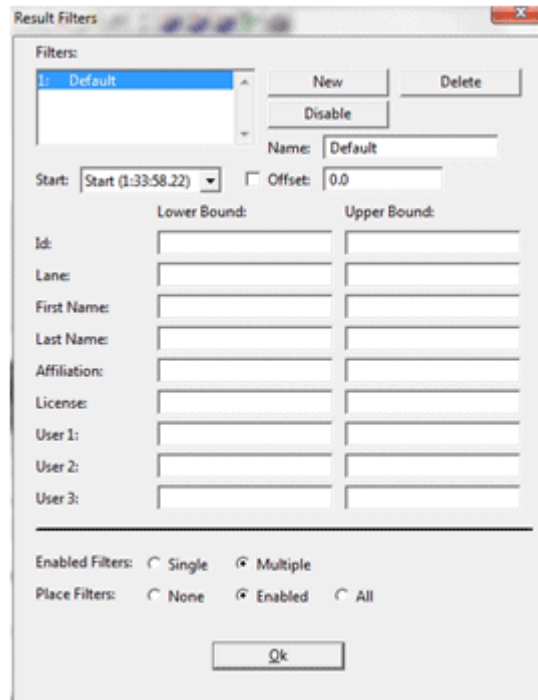 Result Filters
Filters:
1: Default
New
Delete
Disable
Name: Default
Start: Start (1:33:58.22)
Offset: 0.0
Lower Bound: Upper Bound:
Id:
Lane:
First Name:
Last Name:
Affiliation:
License:
User 1:
User 2:
User 3:
Enabled Filters: Single Multiple
Place Filters: None Enabled All
Ok